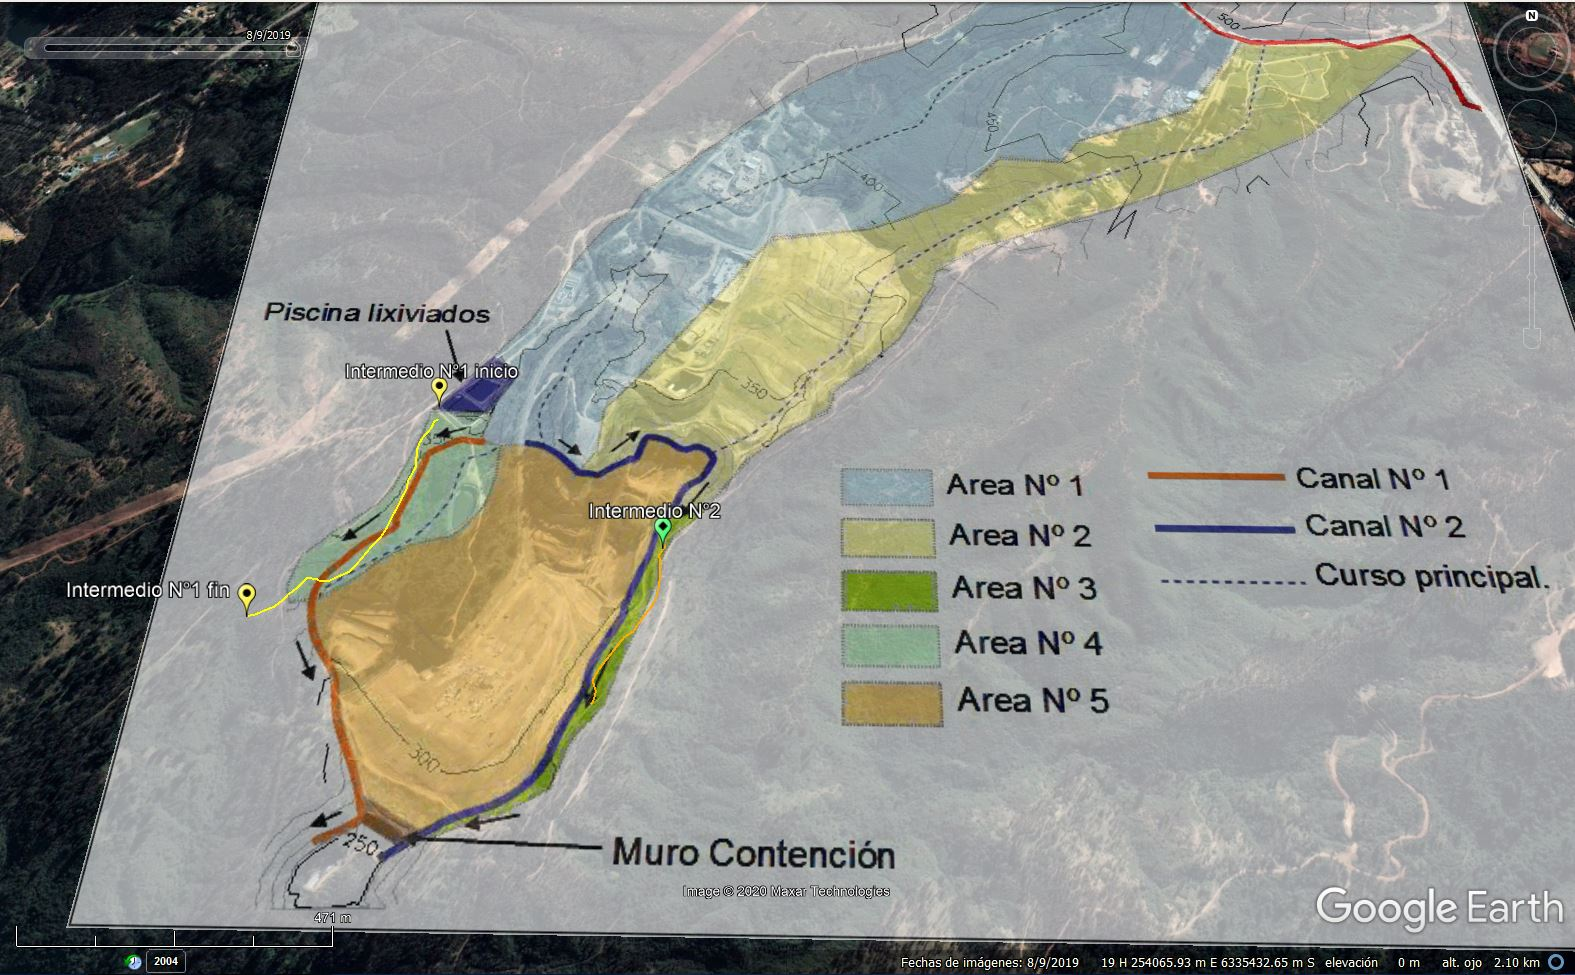 8/9/2019
N
500
450
400
Piscina lixiviados
Intermedio N°1 inicio
350
Area Nº 1
Canal Nº 1
Intermedio N°2
Area Nº 2
Canal Nº 2
Area Nº 3
Curso principal.
Intermedio N°1 fin
Area Nº 4
Area Nº 5
300
250
Muro Contención
Image © 2020 Maxar Technologies
Google Earth
471 m
2004
Fechas de imágenes: 8/9/2019 19 H 254065.93 m E 6335432.65 m S elevación 0 m alt. ojo 2.10 km